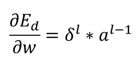 ∂E_d/∂w = δ^l * a^{l-1}